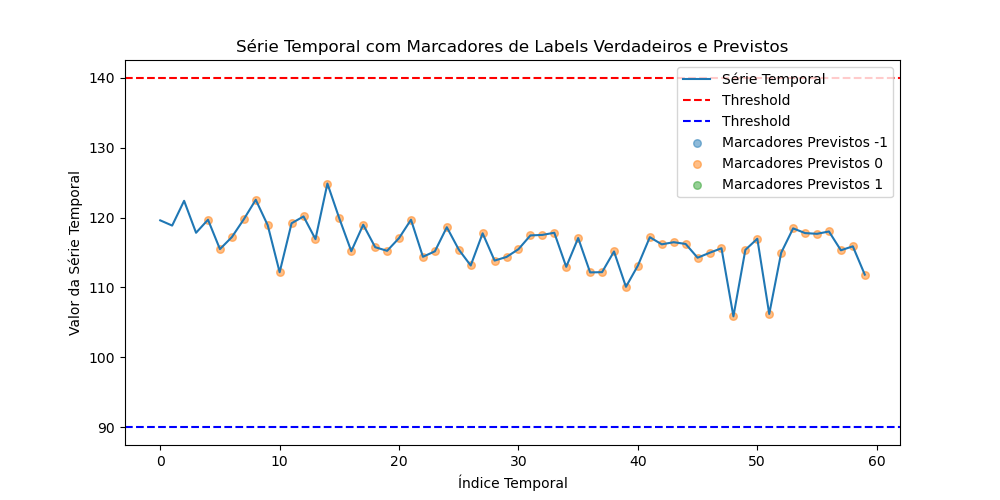 Série Temporal com Marcadores de Labels Verdadeiros e Previstos
Valor da Série Temporal
140
130
120
110
100
90
Série Temporal
Threshold
Threshold
Marcadores Previstos -1
Marcadores Previstos 0
Marcadores Previstos 1
0 10 20 30 40 50 60
Índice Temporal